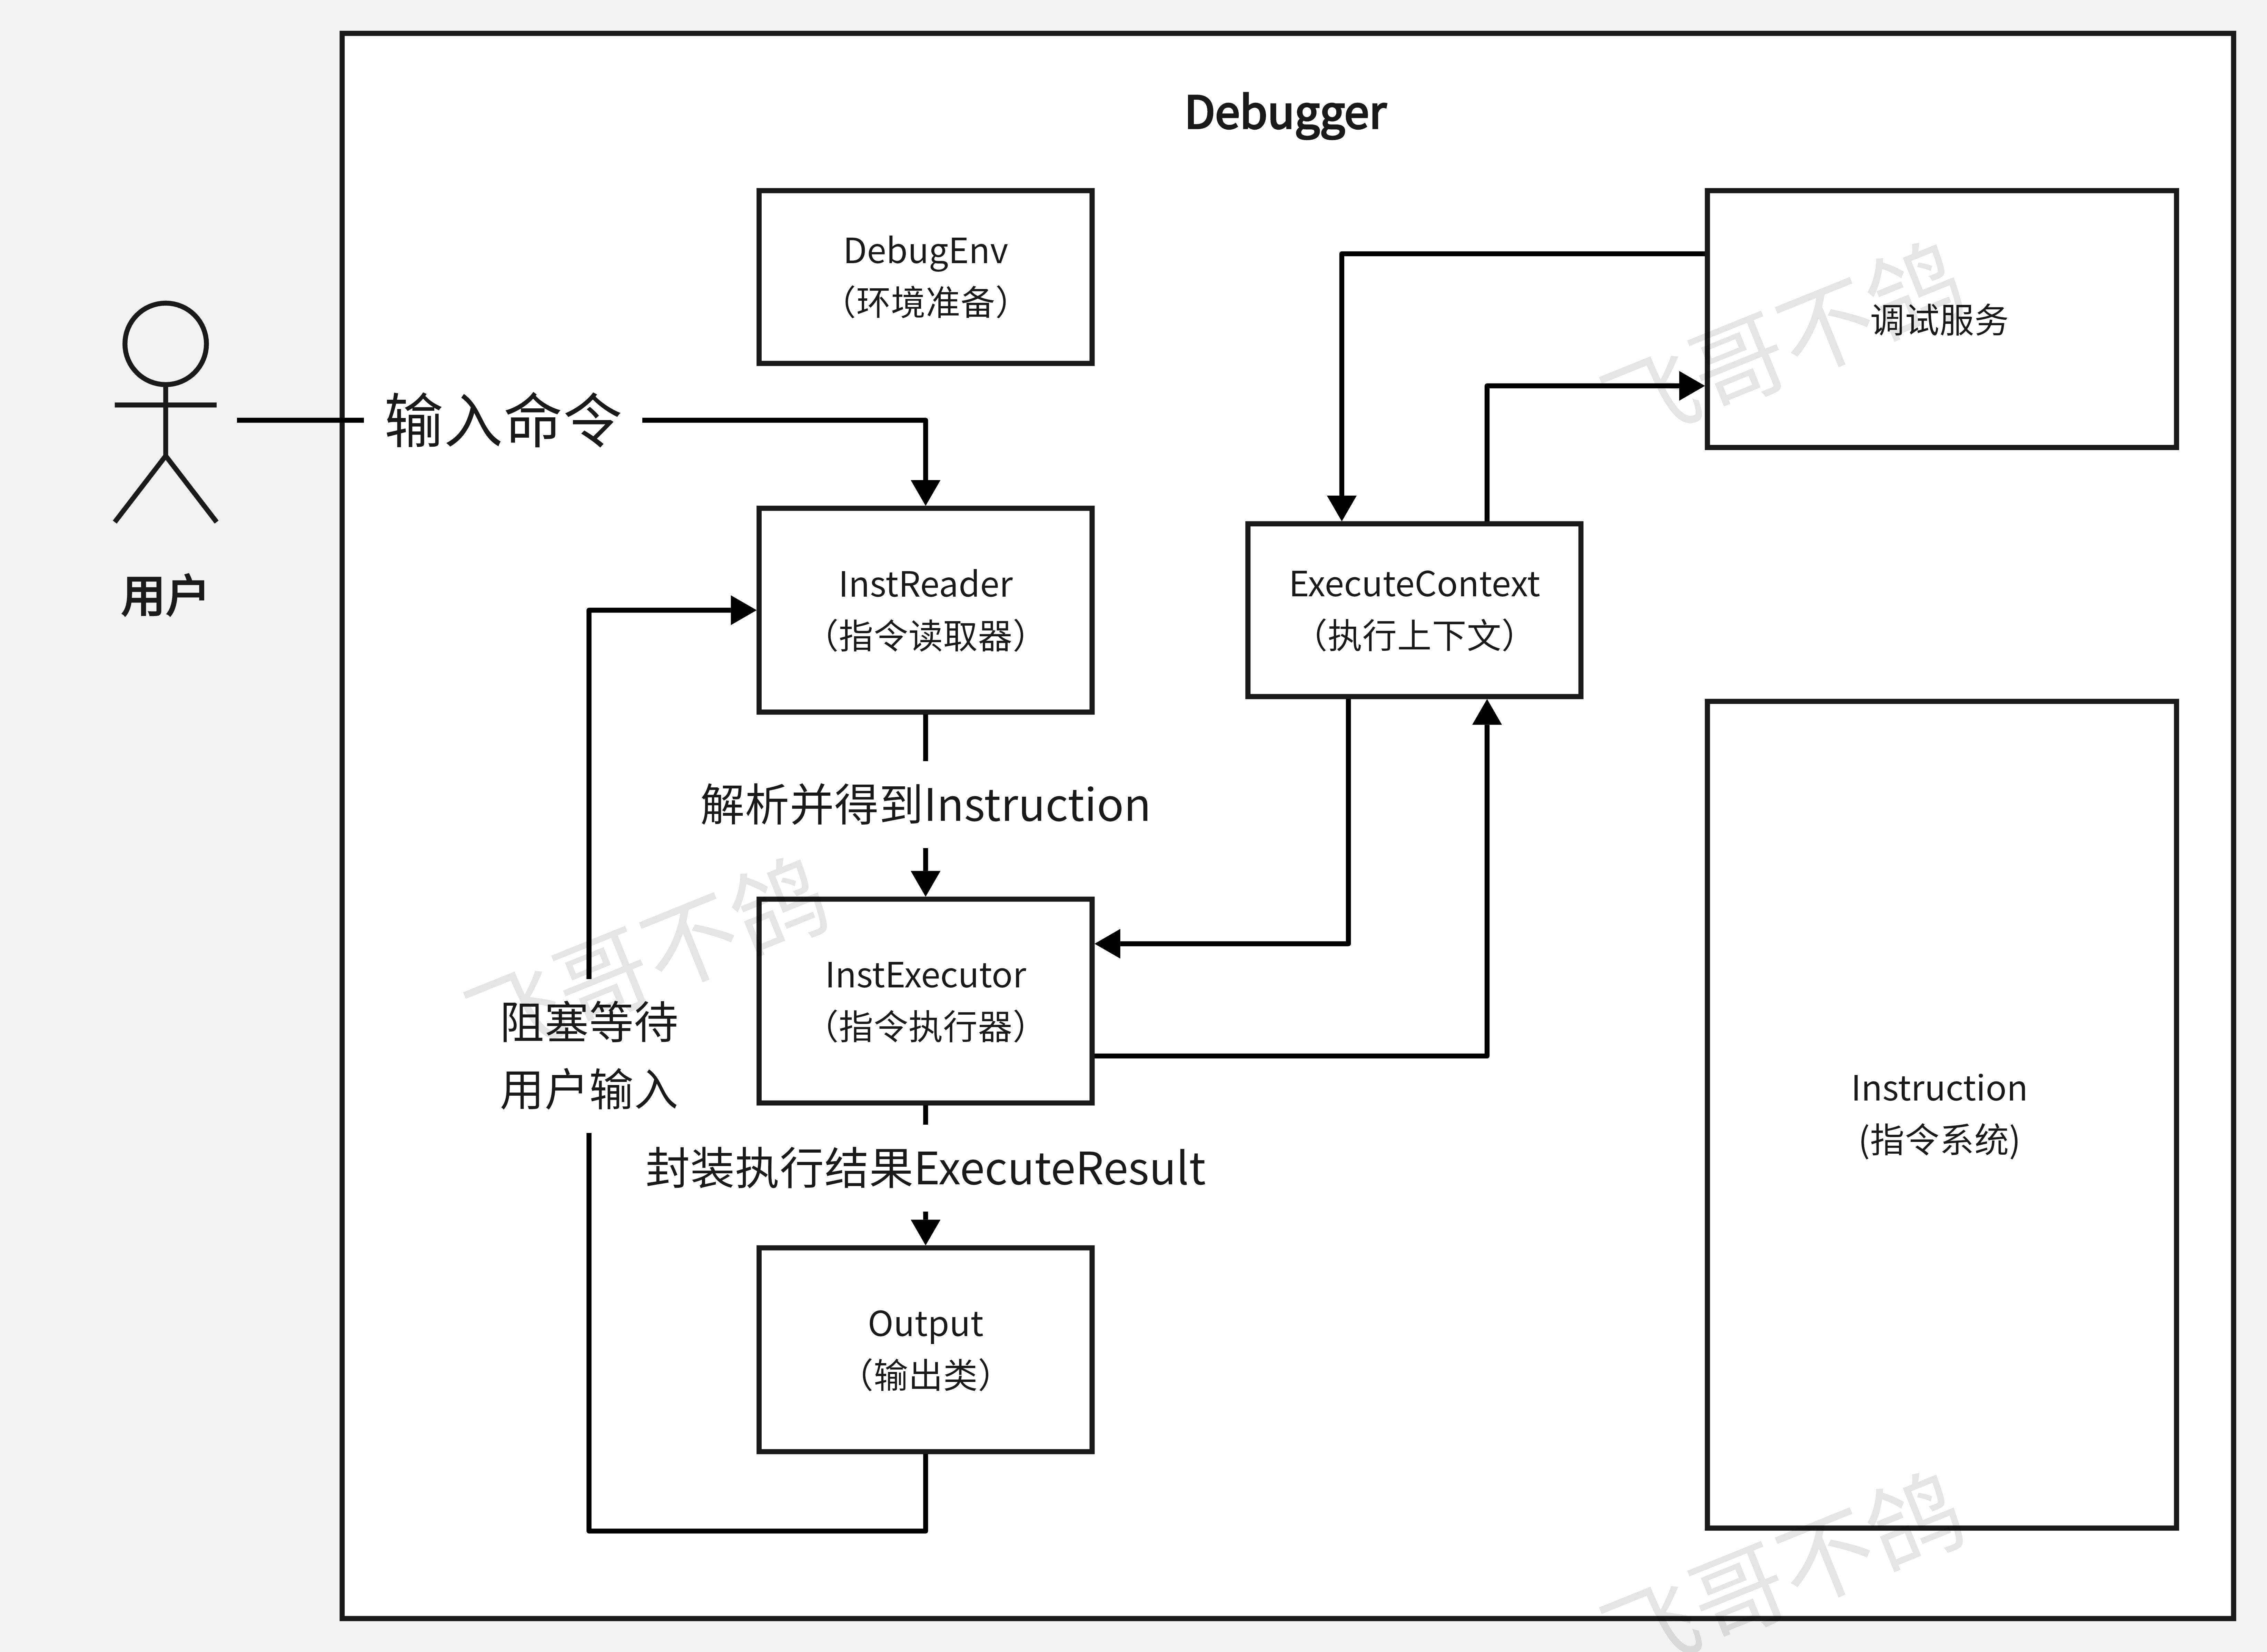 Debugger
DebugEnv
（环境准备）
调试服务
输入命令
用户
InstReader
（指令读取器）
ExecuteContext
（执行上下文）
解析并得到Instruction
InstExecutor
（指令执行器）
阻塞等待
用户输入
封装执行结果ExecuteResult
Output
（输出类）
Instruction
(指令系统)
飞哥不鸽
飞哥不鸽
飞哥不鸽